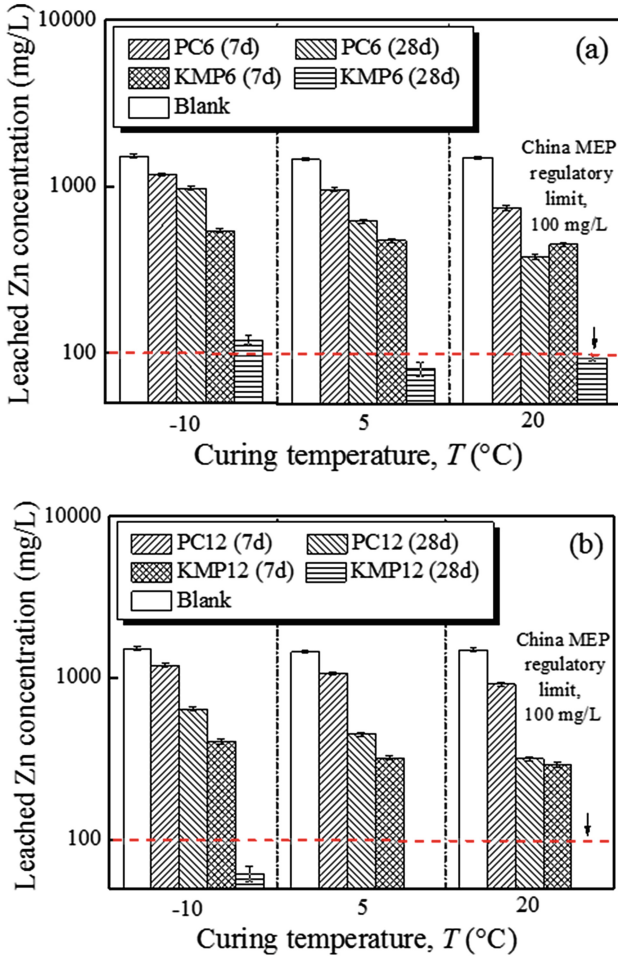 10000
1000
100
Leached Zn concentration (mg/L)
PC6 (7d) PC6 (28d)
KMP6 (7d) KMP6 (28d)
Blank
(a)
China MEP
regulatory
limit,
100 mg/L
-10 5 20
Curing temperature, T (°C)
10000
1000
100
Leached Zn concentration (mg/L)
PC12 (7d) PC12 (28d)
KMP12 (7d) KMP12 (28d)
Blank
(b)
China MEP
regulatory
limit,
100 mg/L
-10 5 20
Curing temperature, T (°C)